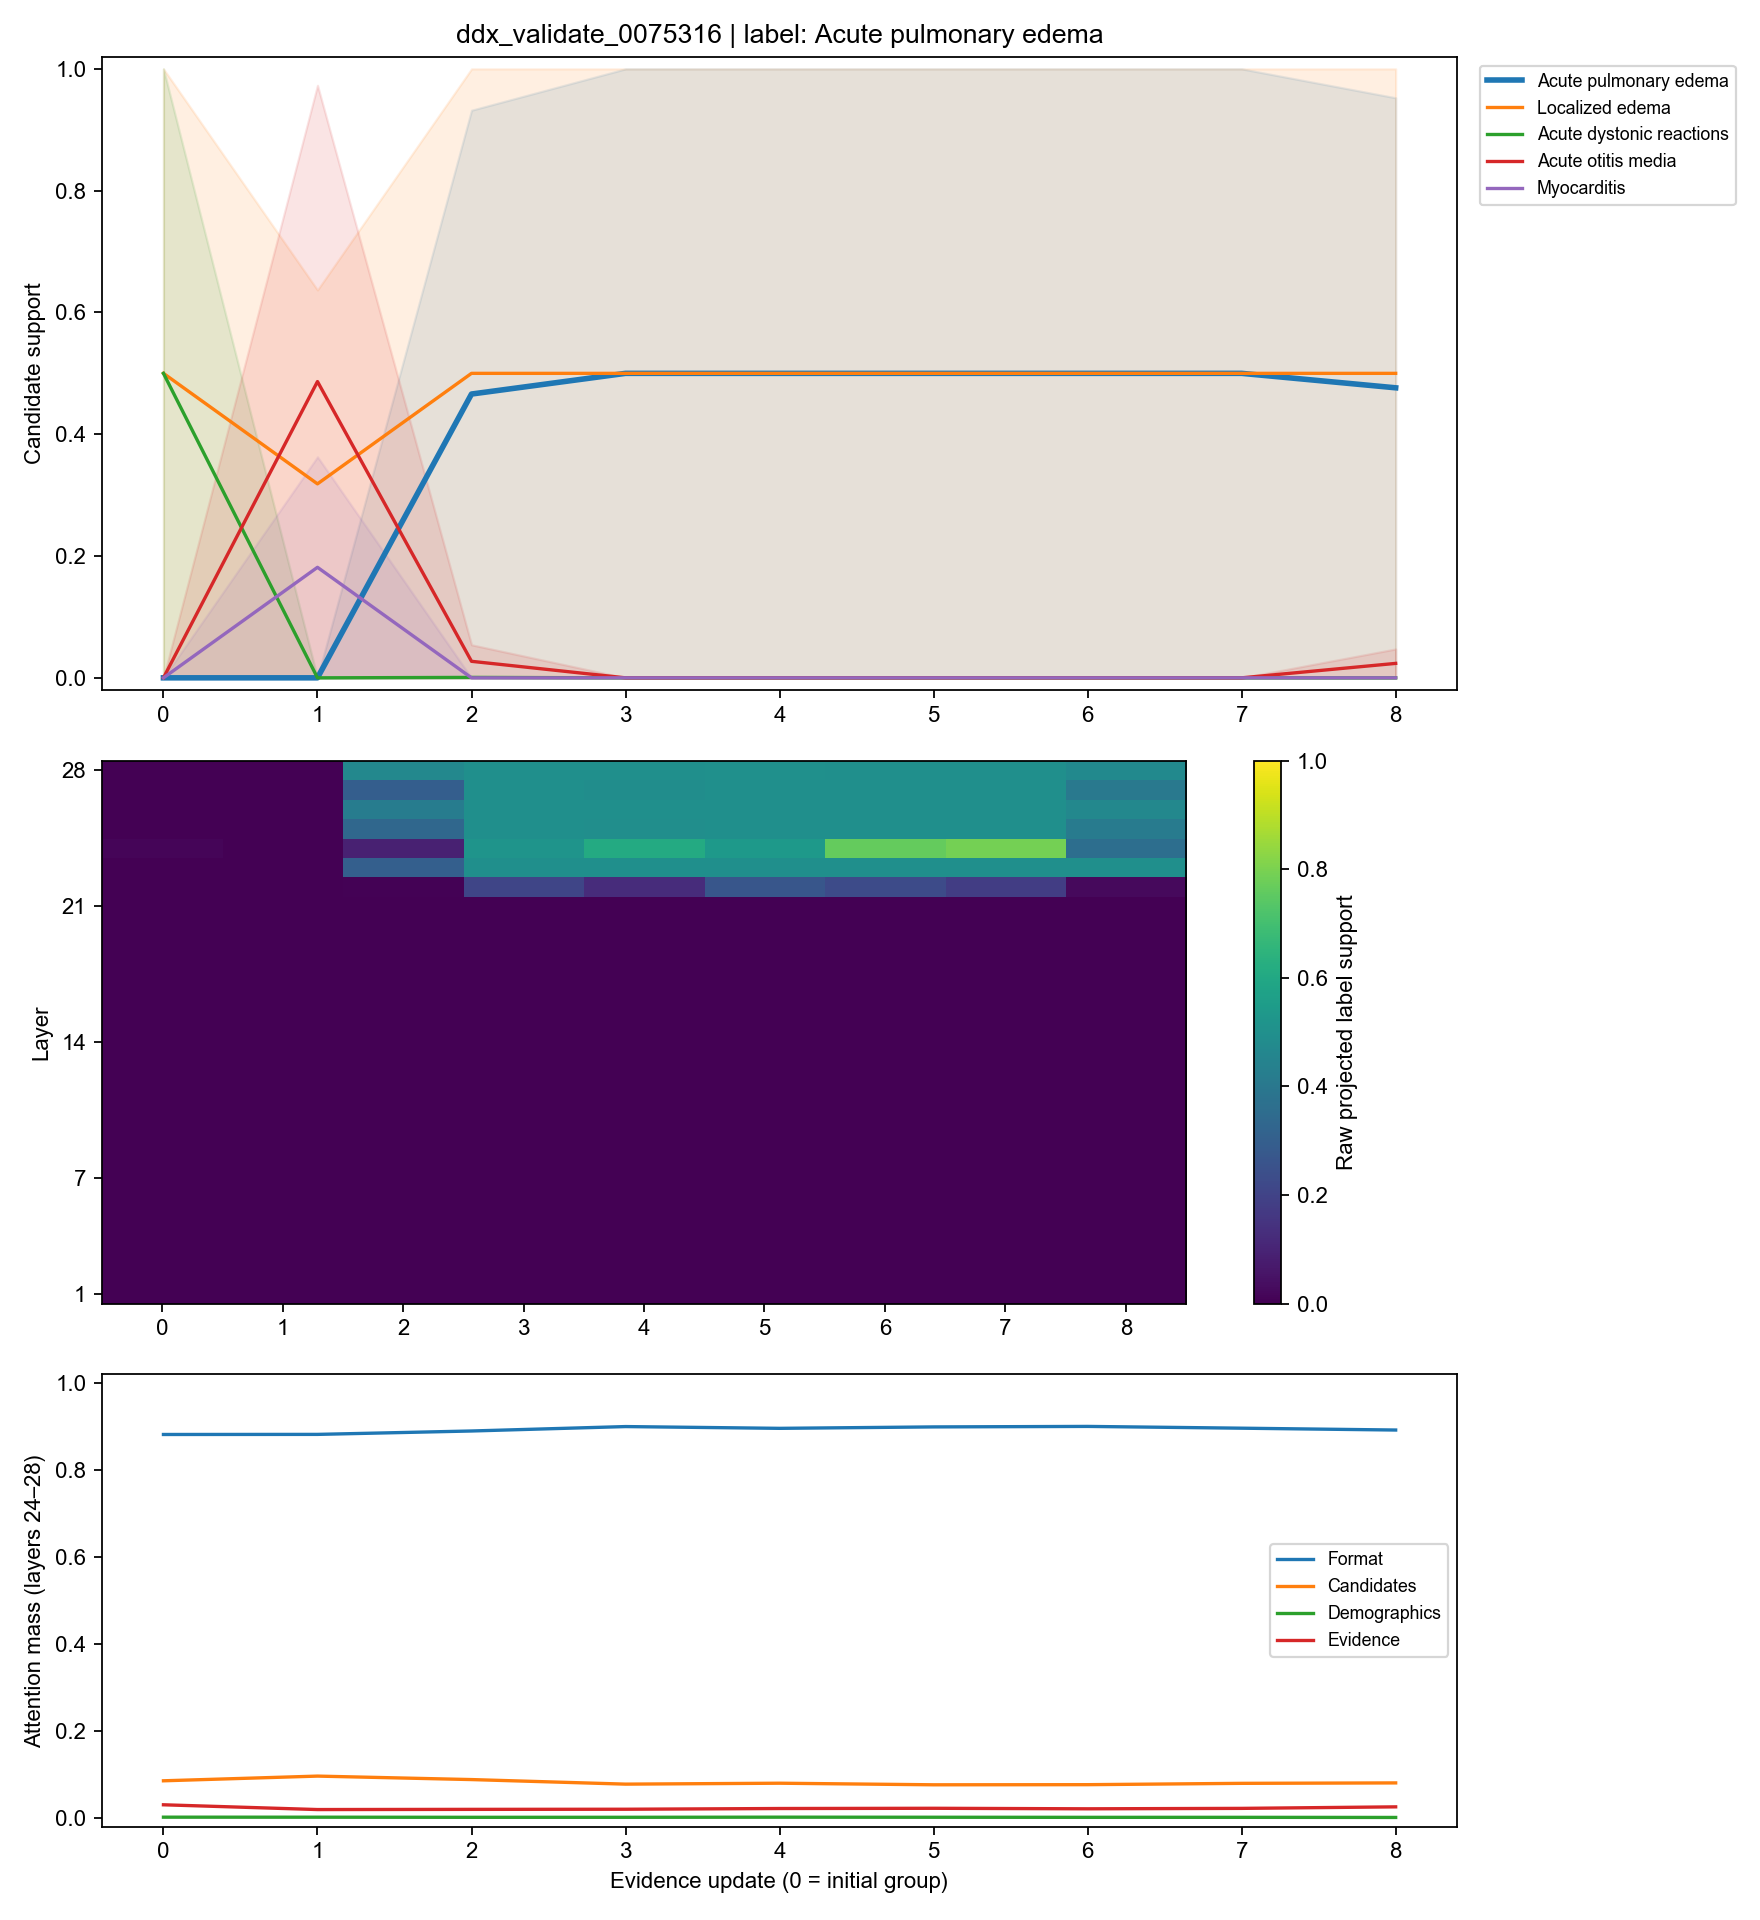 ddx_validate_0075316 | label: Acute pulmonary edema
Candidate support
1.0
0.8
0.6
0.4
0.2
0.0
0 1 2 3 4 5 6 7 8
Acute pulmonary edema
Localized edema
Acute dystonic reactions
Acute otitis media
Myocarditis
Layer
28
21
14
7
1
0 1 2 3 4 5 6 7 8
1.0
0.8
0.6
0.4
0.2
0.0
Raw projected label support
Attention mass (layers 24–28)
1.0
0.8
0.6
0.4
0.2
0.0
Format
Candidates
Demographics
Evidence
0 1 2 3 4 5 6 7 8
Evidence update (0 = initial group)